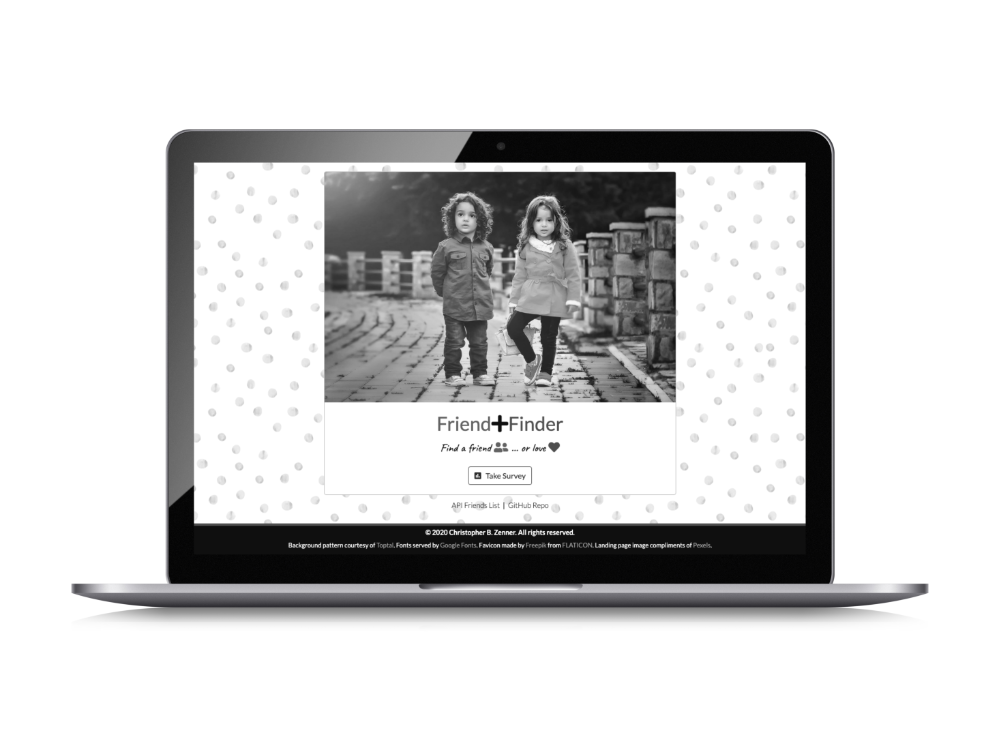 Friend+Finder
Find a friend ... or love
Take Survey
API Friends List | GitHub Repo
© 2020 Christopher B. Zenner. All rights reserved.
Background pattern courtesy of Toptal. Fonts served by Google Fonts. Favicon made by Freepik from FLATICON. Landing page image compliments of Pexels.